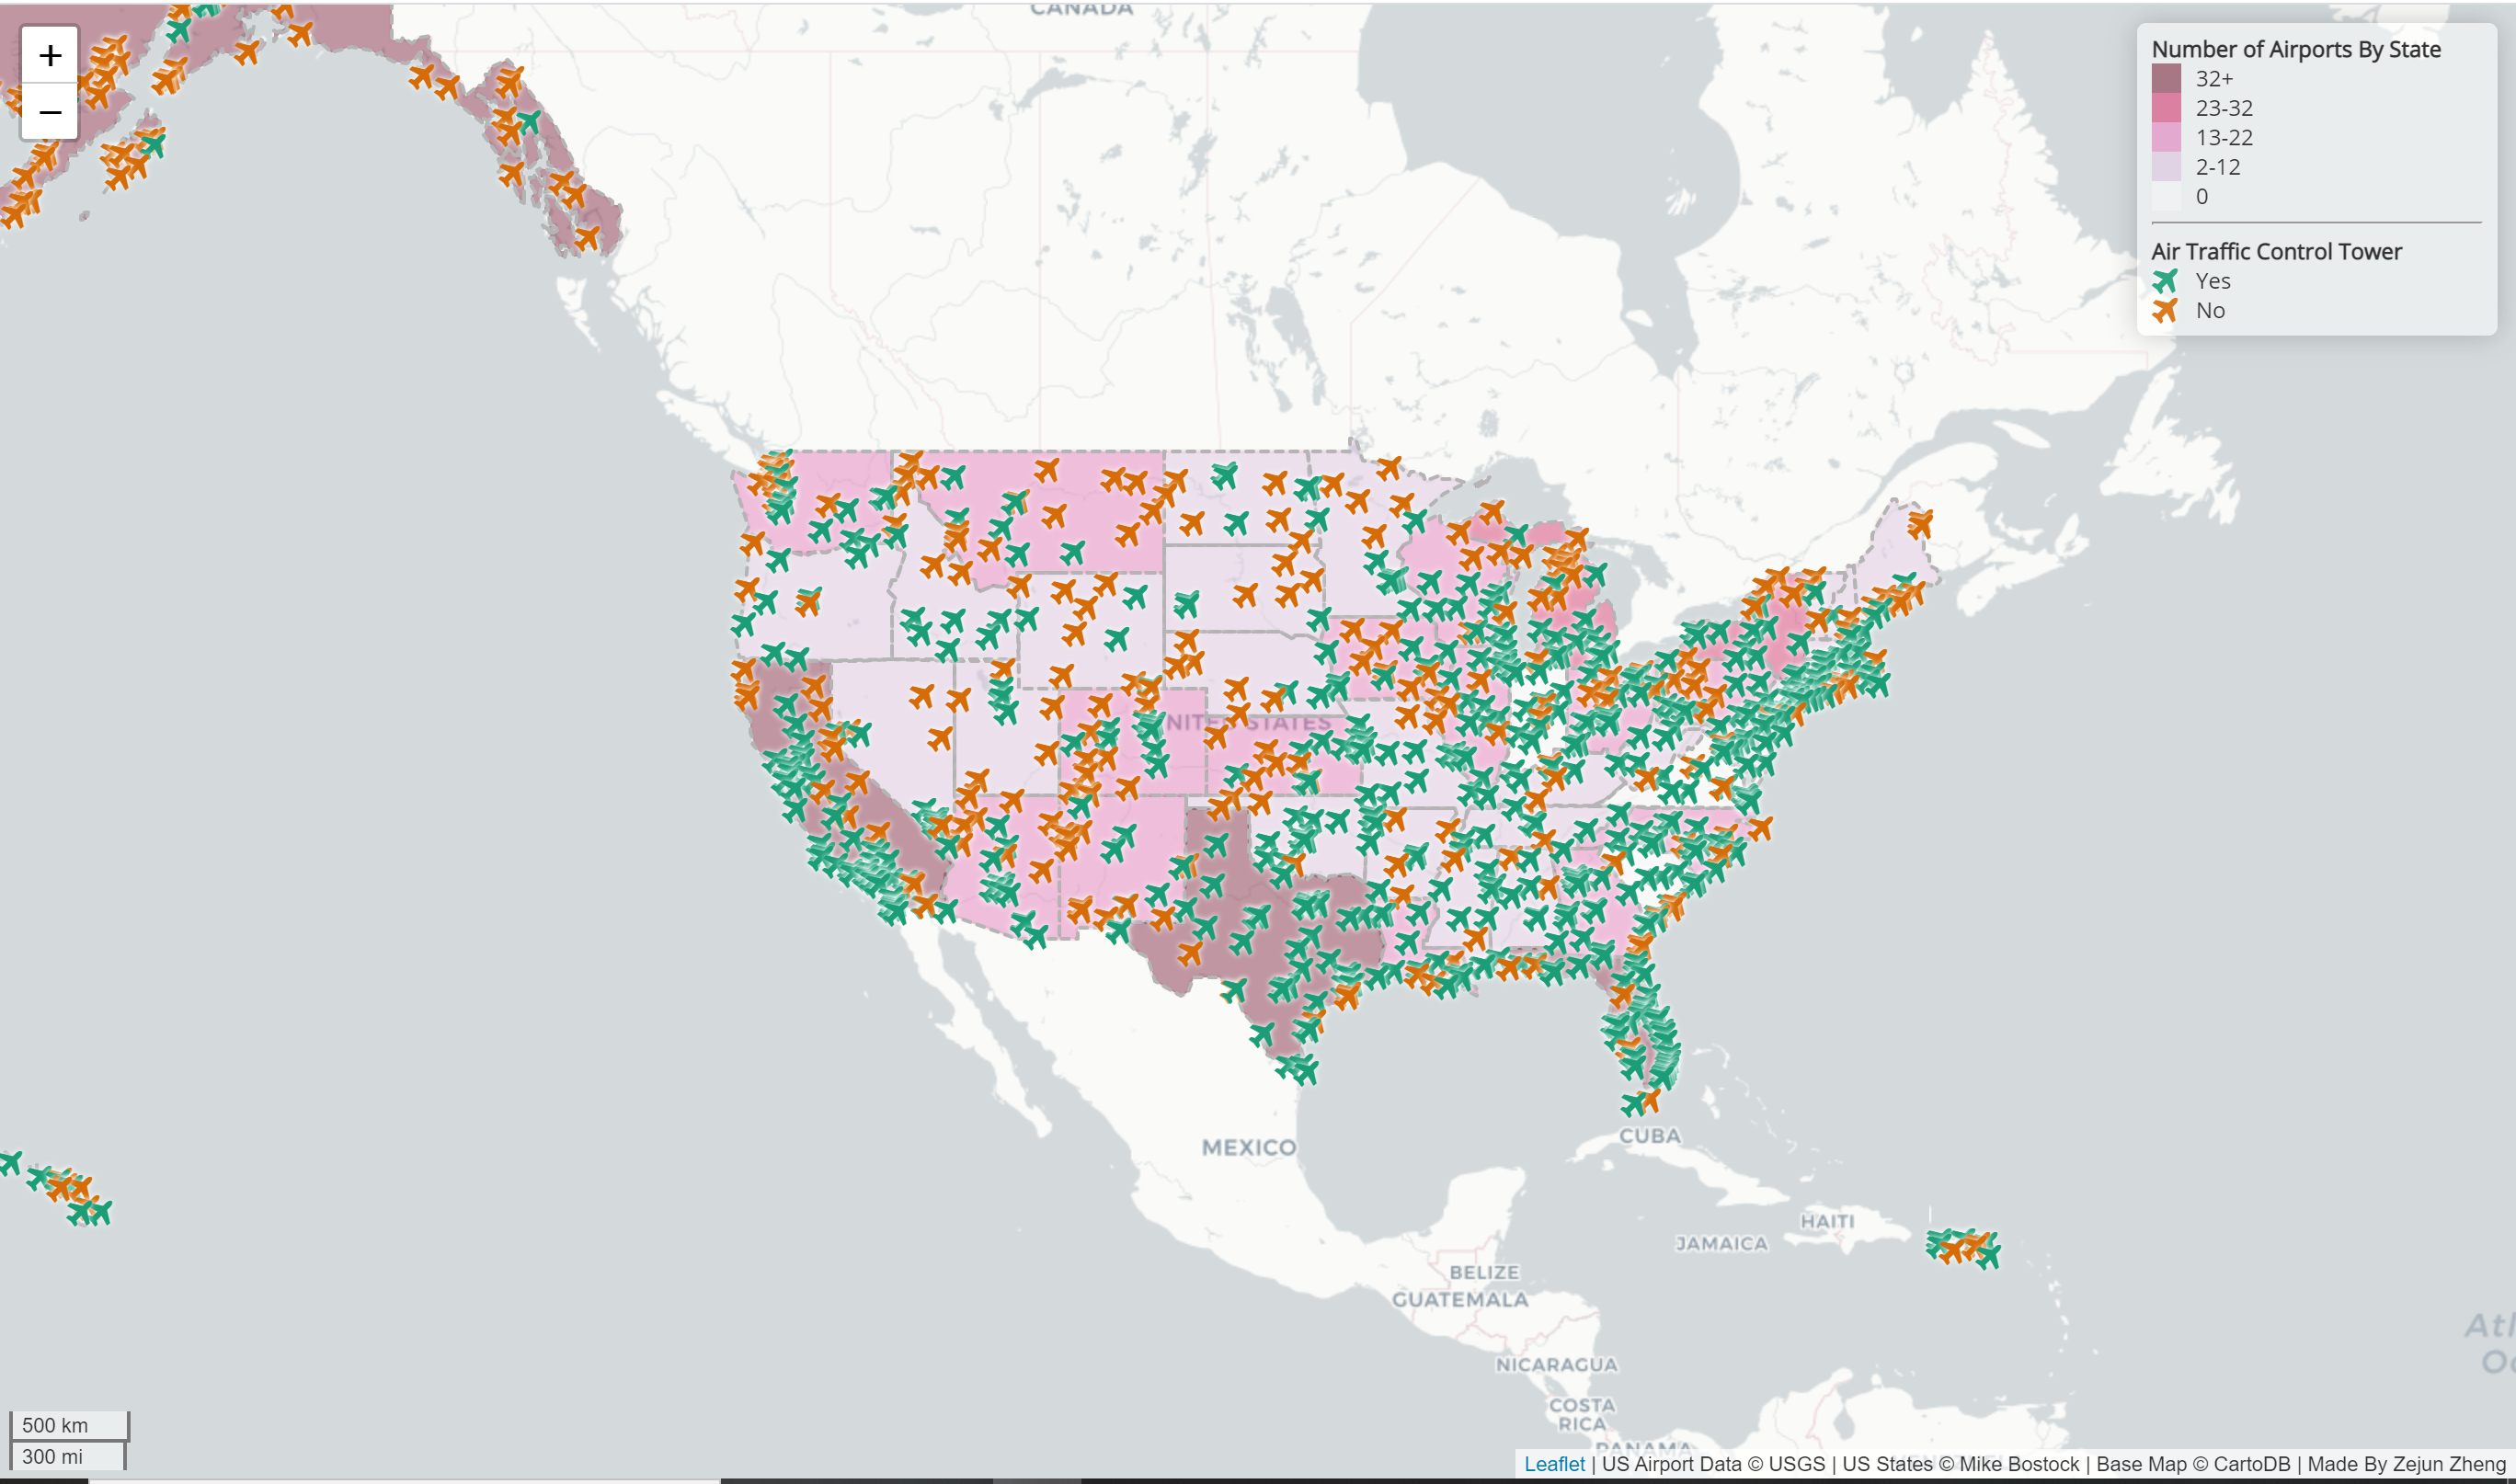 CANADA
+
−
Number of Airports By State
32+
23-32
13-22
2-12
0
Air Traffic Control Tower
Yes
No
NITED STATES
MEXICO
CUBA
HAITI
JAMAICA
BELIZE
GUATEMALA
NICARAGUA
COSTA
RICA
PANAMA
Atl
Oc
500 km
300 mi
Leaflet | US Airport Data © USGS | US States © Mike Bostock | Base Map © CartoDB | Made By Zejun Zheng